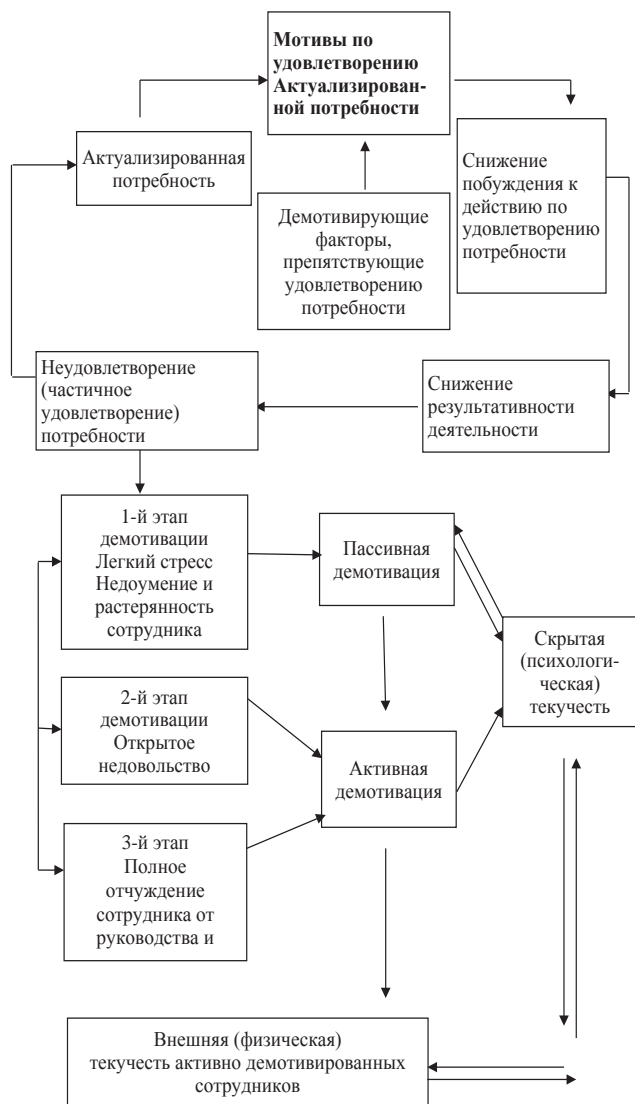 Мотивы по
удовлетворению
Актуализирован-
ной потребности
Актуализированная
потребность
Снижение
побуждения к
действию по
удовлетворению
потребности
Демотивирующие
факторы,
препятствующие
удовлетворению
потребности
Неудовлетворение
(частичное
удовлетворение)
потребности
Снижение
результативности
деятельности
1-й этап
демотивации
Легкий стресс
Недоумение и
растерянность
сотрудника
Пассивная
демотивация
Скрытая
(психологи-
ческая)
текучесть
2-й этап
демотивации
Открытое
недовольство
Активная
демотивация
3-й этап
Полное
отчуждение
сотрудника от
руководства и
Внешняя (физическая)
текучесть активно демотивированных
сотрудников